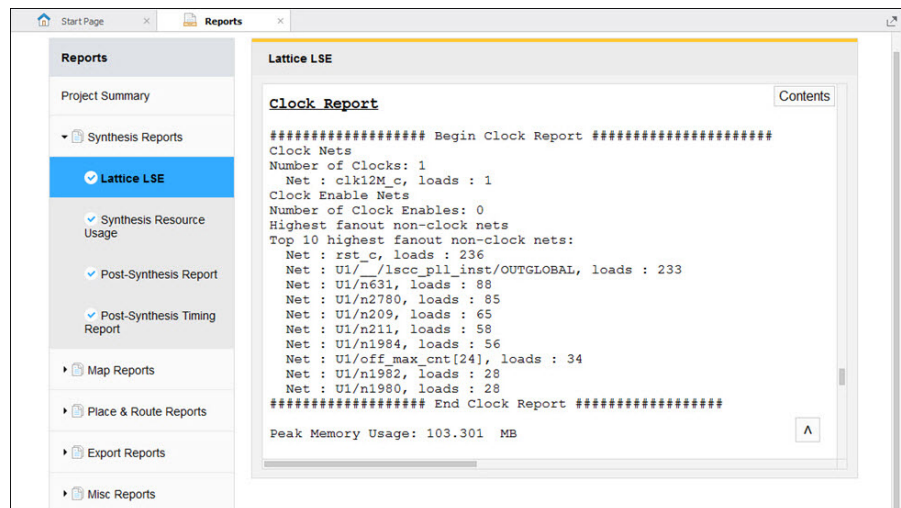 Start Page
Reports
Reports
Project Summary
Synthesis Reports
Lattice LSE
Synthesis Resource
Usage
Post-Synthesis Report
Post-Synthesis Timing
Report
Map Reports
Place & Route Reports
Export Reports
Misc Reports
Lattice LSE
Contents
Clock Report
################### Begin Clock Report ######################
Clock Nets
Number of Clocks: 1
Net : clk12M_c, loads : 1
Clock Enable Nets
Number of Clock Enables: 0
Highest fanout non-clock nets
Top 10 highest fanout non-clock nets:
Net : rst_c, loads : 236
Net : U1/__/lscc_pll_inst/OUTGLOBAL, loads : 233
Net : U1/n631, loads : 88
Net : U1/n2780, loads : 85
Net : U1/n209, loads : 65
Net : U1/n211, loads : 58
Net : U1/n1984, loads : 56
Net : U1/off_max_cnt[24], loads : 34
Net : U1/n1982, loads : 28
Net : U1/n1980, loads : 28
################### End Clock Report ##################
Peak Memory Usage: 103.301 MB